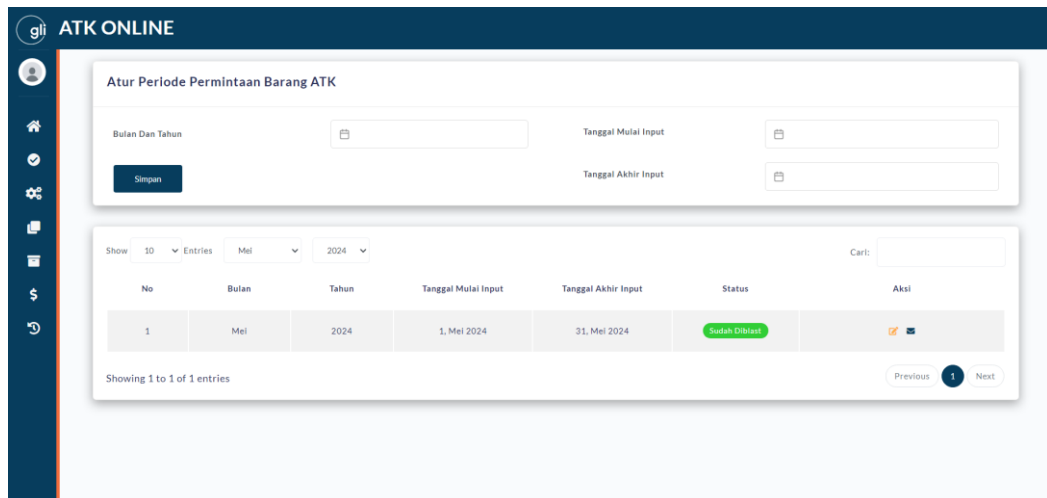 gli ATK ONLINE
Atur Periode Permintaan Barang ATK
Bulan Dan Tahun
Tanggal Mulai Input
Simpan
Tanggal Akhir Input
Show 10 Entries Mei 2024 Cari:
No Bulan Tahun Tanggal Mulai Input Tanggal Akhir Input Status Aksi
1 Mei 2024 1, Mei 2024 31, Mei 2024 Sudah Diblast
Showing 1 to 1 of 1 entries
Previous 1 Next